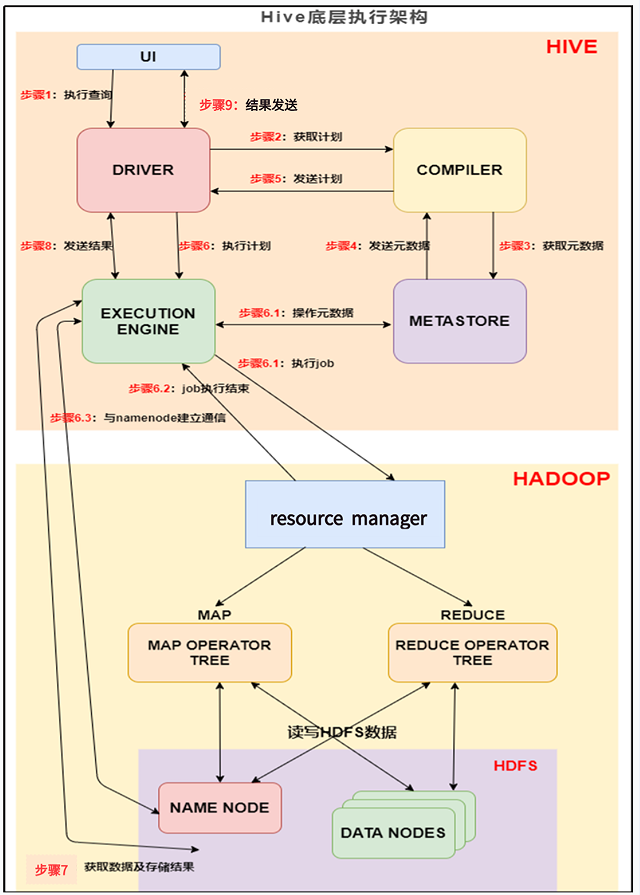 Hive底层执行架构
HIVE
UI
步骤1：执行查询
步骤9：结果发送
DRIVER
步骤2：获取计划
COMPILER
步骤5：发送计划
步骤8：发送结果
步骤6：执行计划
步骤4：发送元数据
步骤3：获取元数据
EXECUTION
ENGINE
步骤6.1：操作元数据
METASTORE
步骤6.1：执行job
步骤6.2：job执行结束
步骤6.3：与namenode建立通信
HADOOP
resource manager
MAP
REDUCE
MAP OPERATOR
TREE
REDUCE OPERATOR
TREE
读写HDFS数据
HDFS
NAME NODE
DATA NODES
步骤7 获取数据及存储结果